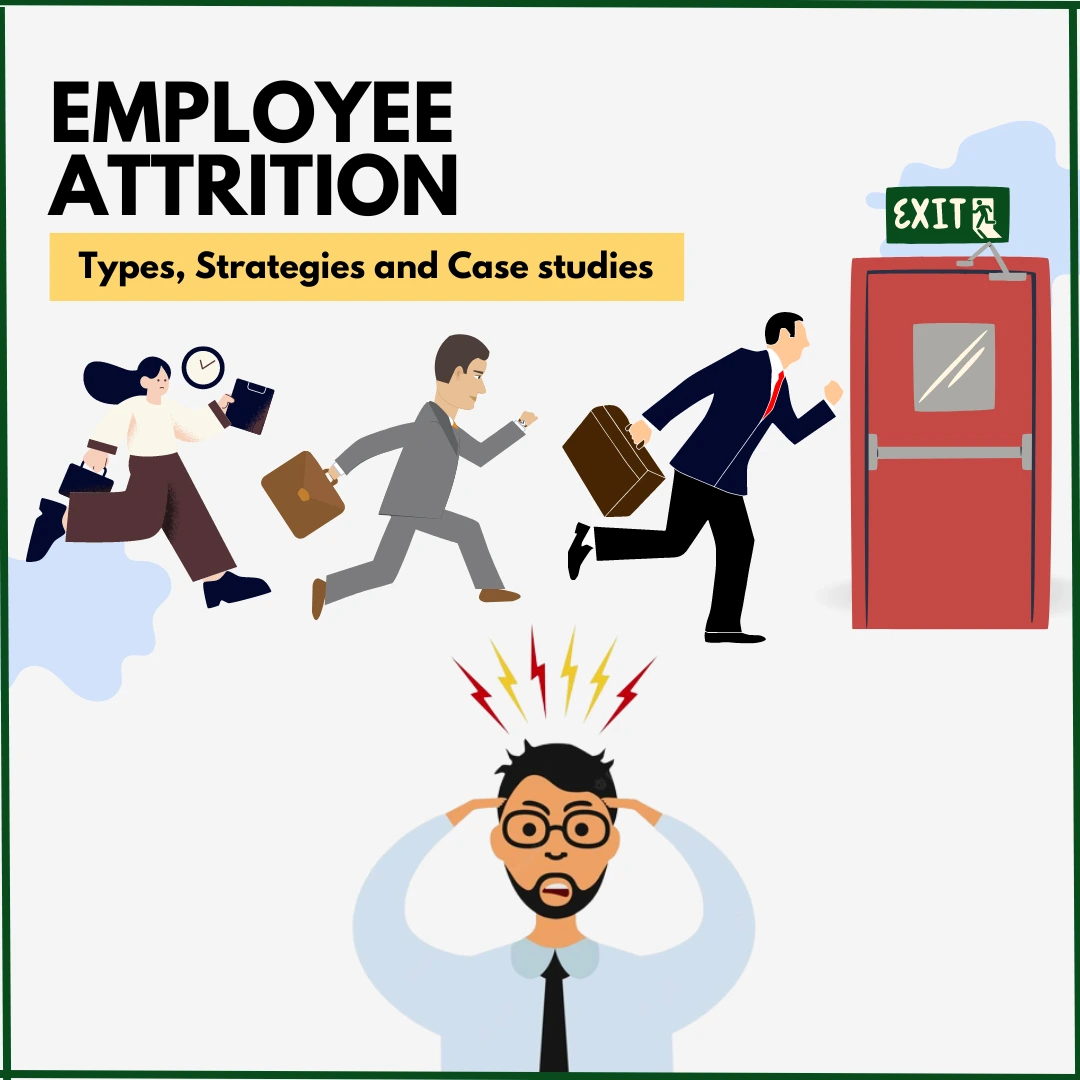 EMPLOYEE
ATTRITION
Types, Strategies and Case studies
EXIT